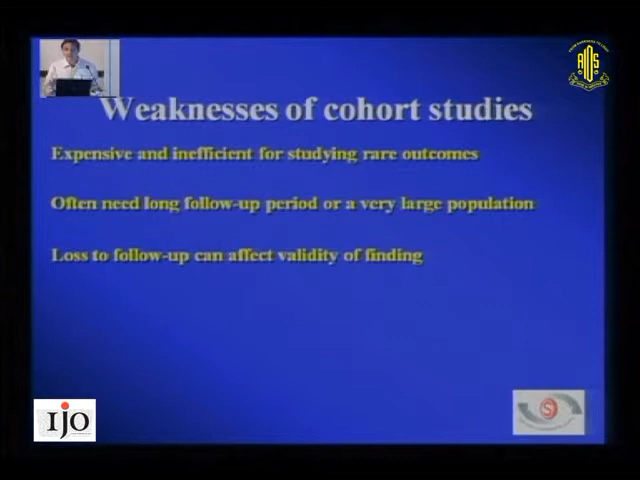 Weaknesses of cohort studies
Expensive and inefficient for studying rare outcomes
Often need long follow-up period or a very large population
Loss to follow-up can affect validity of finding
IJO